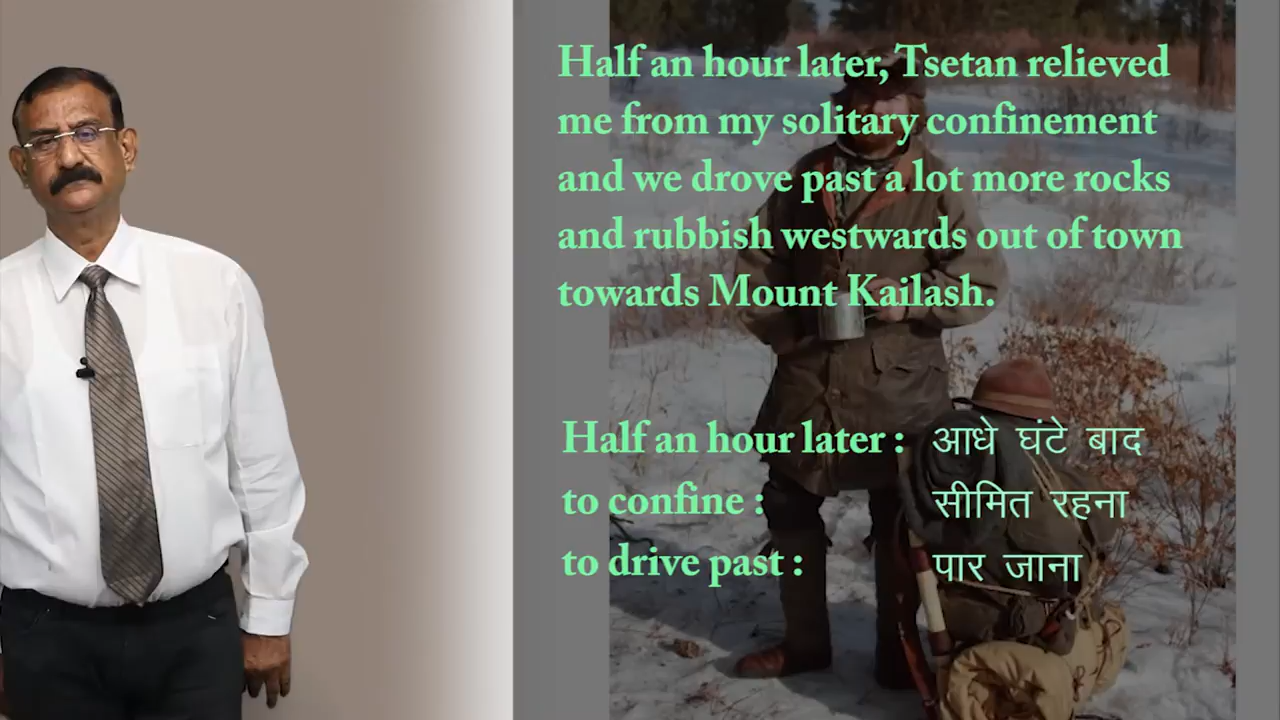 Half an hour later, Tsetan relieved
me from my solitary confinement
and we drove past a lot more rocks
and rubbish westwards out of town
towards Mount Kailash.
Half an hour later : आधे घंटे बाद
to confine : सीमित रहना
to drive past : पार जाना